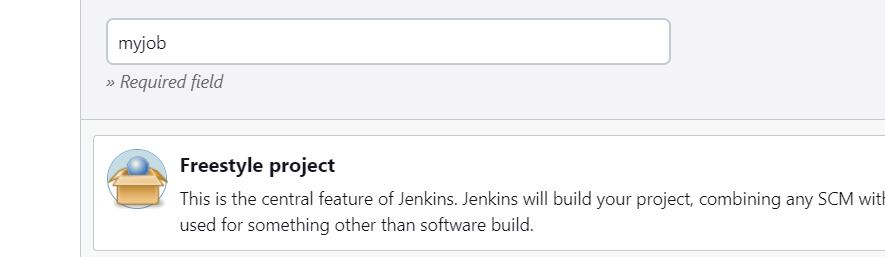 myjob
» Required field
Freestyle project
This is the central feature of Jenkins. Jenkins will build your project, combining any SCM with
used for something other than software build.